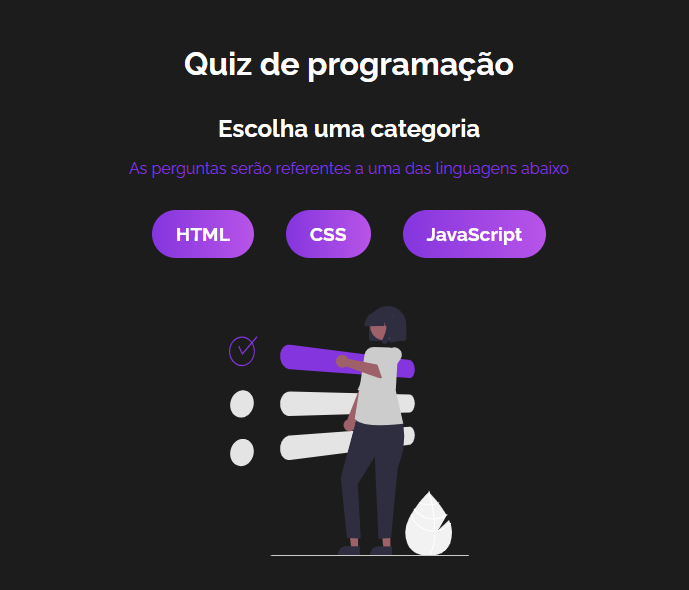 Quiz de programação
Escolha uma categoria
As perguntas serão referentes a uma das linguagens abaixo
HTML
CSS
JavaScript